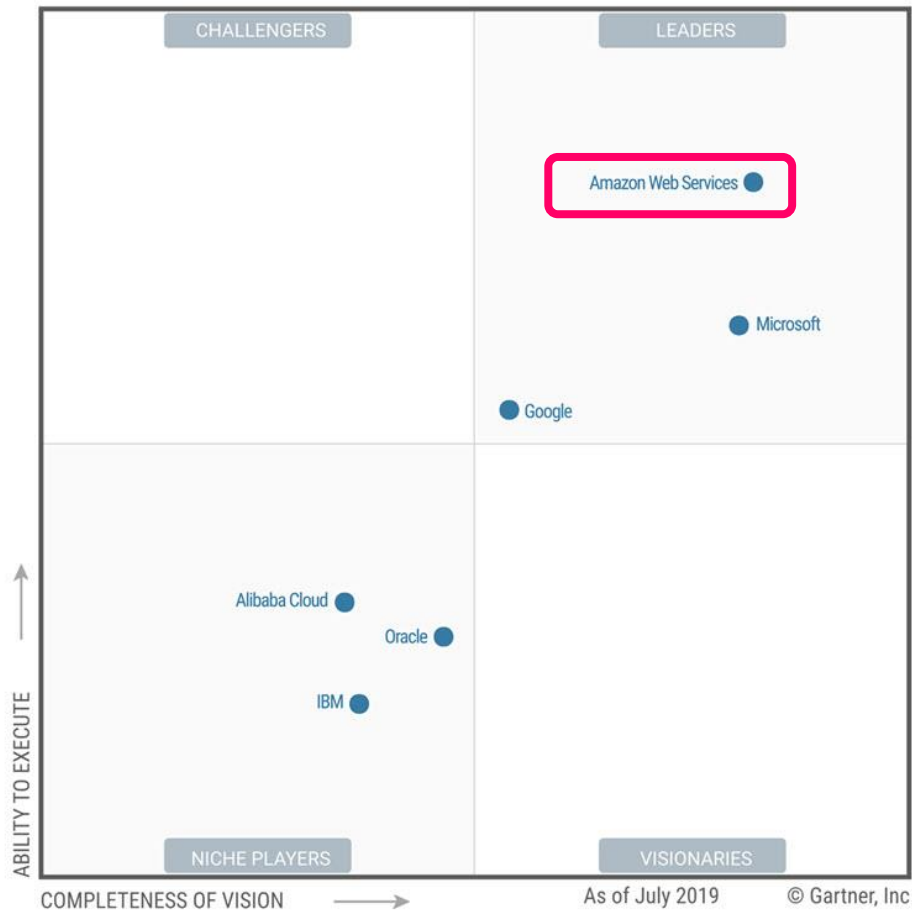 CHALLENGERS
LEADERS
Amazon Web Services
Microsoft
Google
Alibaba Cloud
Oracle
IBM
ABILITY TO EXECUTE
NICHE PLAYERS
VISIONARIES
COMPLETENESS OF VISION
As of July 2019
© Gartner, Inc